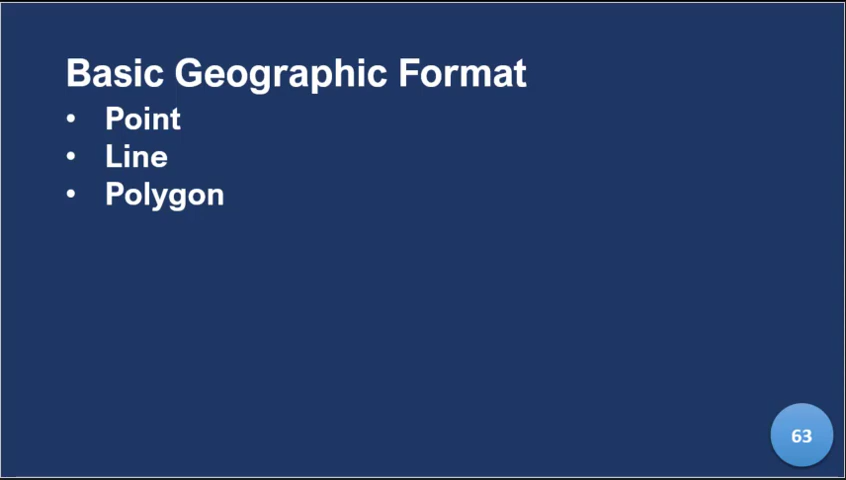 Basic Geographic Format
• Point
• Line
• Polygon
63